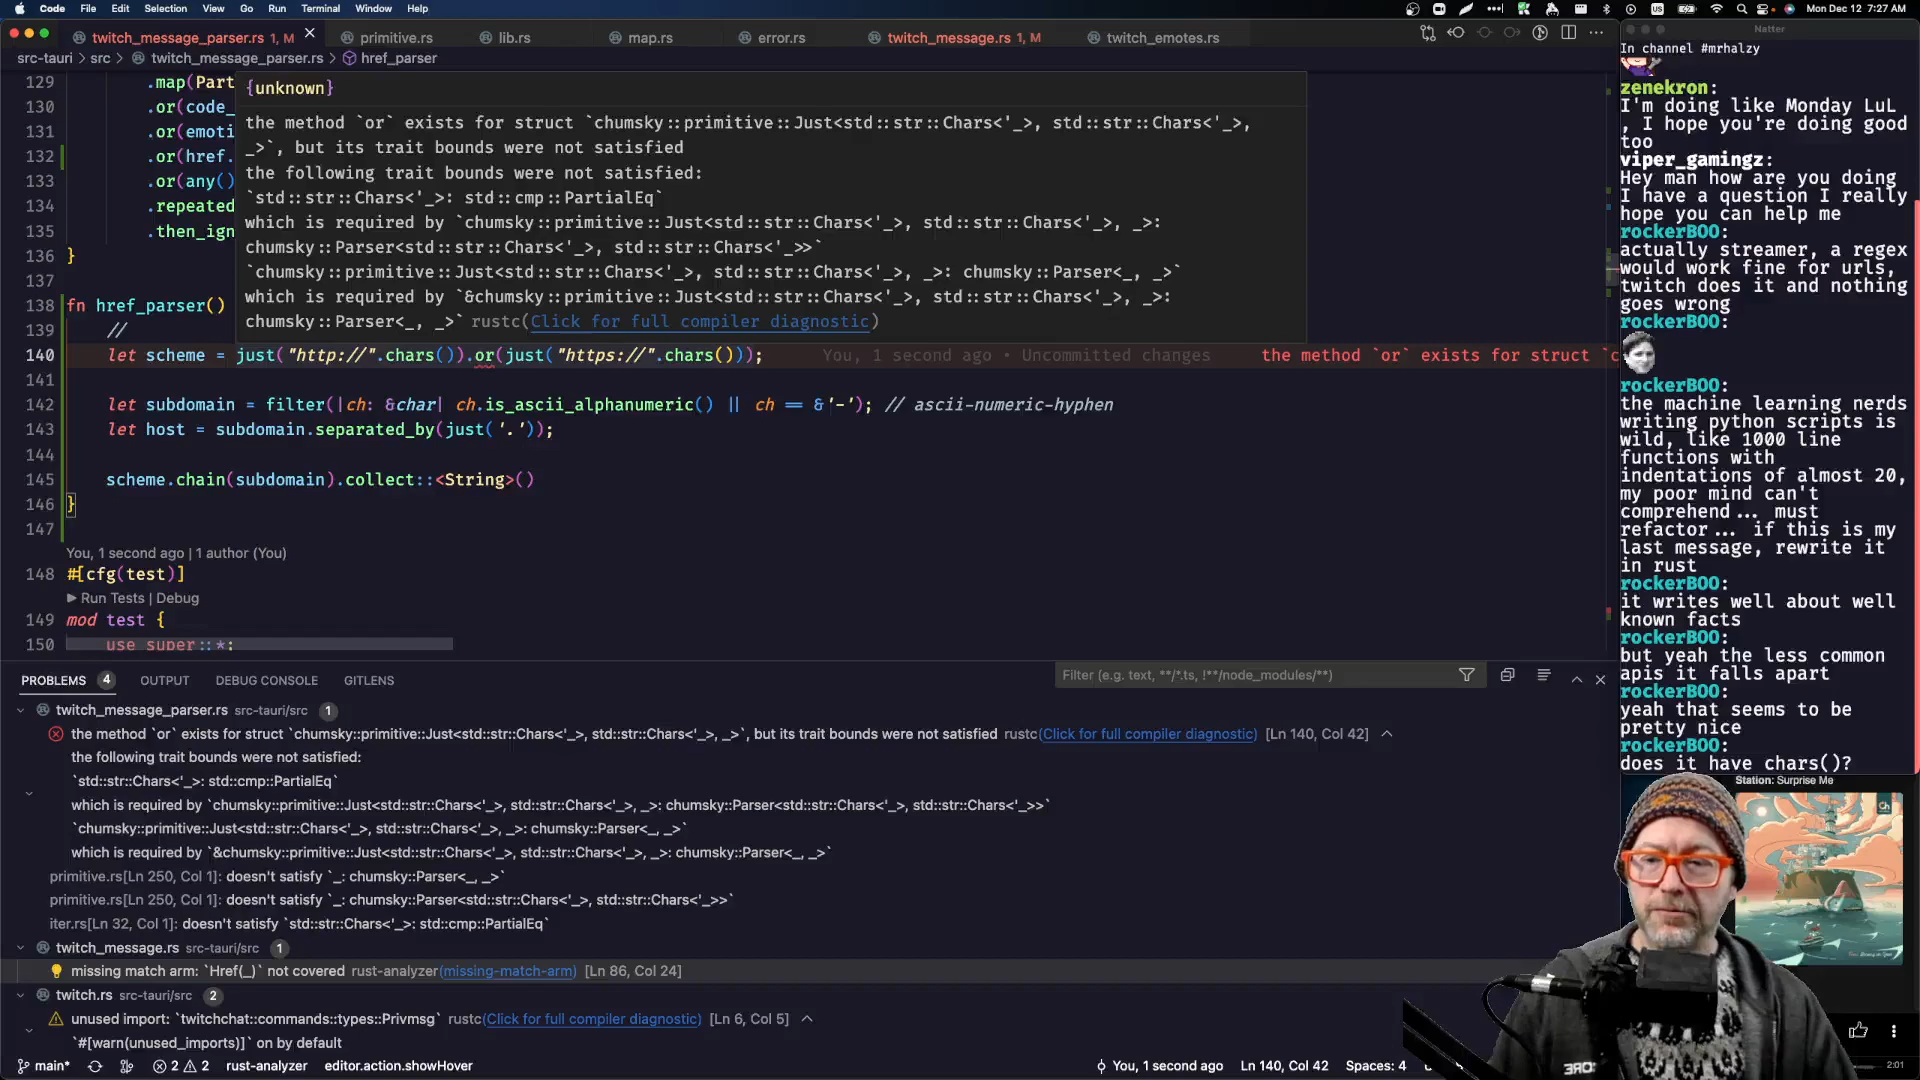 Code File Edit Selection View Go Run Terminal Window Help
Mon Dec 12 7:27 AM
twitch_message_parser.rs 1, M
primitive.rs
lib.rs
map.rs
error.rs
twitch_message.rs 1, M
twitch_emotes.rs
src-tauri > src > twitch_message_parser.rs > href_parser
129 .map(Part
130 .or(code_
131 .or(emoti
132 .or(href.
133 .or(any()
134 .repeated
135 .then_ign
136 }
137
{unknown}
the method `or` exists for struct `chumsky::primitive::Just<std::str::Chars<'_>, std::str::Chars<'_>,
_>`, but its trait bounds were not satisfied
the following trait bounds were not satisfied:
`std::str::Chars<'_>: std::cmp::PartialEq`
which is required by `chumsky::primitive::Just<std::str::Chars<'_>, std::str::Chars<'_>, _>:
chumsky::Parser<std::str::Chars<'_>, std::str::Chars<'_>>`
`chumsky::primitive::Just<std::str::Chars<'_>, std::str::Chars<'_>, _>: chumsky::Parser<_, _>`
which is required by `&chumsky::primitive::Just<std::str::Chars<'_>, std::str::Chars<'_>, _>:
chumsky::Parser<_, _>` rustc(Click for full compiler diagnostic)
138 fn href_parser()
139 //
140 let scheme = just("http://".chars()).or(just("https://".chars())); You, 1 second ago • Uncommitted changes the method `or` exists for struct `c
141
142 let subdomain = filter(|ch: &char| ch.is_ascii_alphanumeric() || ch == &'-'); // ascii-numeric-hyphen
143 let host = subdomain.separated_by(just('.'));
144
145 scheme.chain(subdomain).collect::<String>()
146 }
147
You, 1 second ago | 1 author (You)
148 #[cfg(test)]
Run Tests | Debug
149 mod test {
150 use super::*;
PROBLEMS 4 OUTPUT DEBUG CONSOLE GITLENS
Filter (e.g. text, **/*.ts, !**/node_modules/**)
twitch_message_parser.rs src-tauri/src 1
the method `or` exists for struct `chumsky::primitive::Just<std::str::Chars<'_>, std::str::Chars<'_>, _>`, but its trait bounds were not satisfied rustc(Click for full compiler diagnostic) [Ln 140, Col 42]
the following trait bounds were not satisfied:
`std::str::Chars<'_>: std::cmp::PartialEq`
which is required by `chumsky::primitive::Just<std::str::Chars<'_>, std::str::Chars<'_>, _>: chumsky::Parser<std::str::Chars<'_>, std::str::Chars<'_>>`
`chumsky::primitive::Just<std::str::Chars<'_>, std::str::Chars<'_>, _>: chumsky::Parser<_, _>`
which is required by `&chumsky::primitive::Just<std::str::Chars<'_>, std::str::Chars<'_>, _>: chumsky::Parser<_, _>`
primitive.rs[Ln 250, Col 1]: doesn't satisfy `_: chumsky::Parser<_, _>`
primitive.rs[Ln 250, Col 1]: doesn't satisfy `_: chumsky::Parser<std::str::Chars<'_>, std::str::Chars<'_>>`
iter.rs[Ln 32, Col 1]: doesn't satisfy `std::str::Chars<'_>: std::cmp::PartialEq`
twitch_message.rs src-tauri/src 1
missing match arm: `Href(_)` not covered rust-analyzer(missing-match-arm) [Ln 86, Col 24]
twitch.rs src-tauri/src 2
unused import: `twitchchat::commands::types::Privmsg` rustc(Click for full compiler diagnostic) [Ln 6, Col 5]
`#[warn(unused_imports)]` on by default
main* 2 2 rust-analyzer editor.action.showHover
You, 1 second ago Ln 140, Col 42 Spaces: 4
Natter
In channel #mrhalzy
zenekron:
I'm doing like Monday LuL
, I hope you're doing good
too
viper_gamingz:
Hey man how are you doing
I have a question I really
hope you can help me
rockerBOO:
actually streamer, a regex
would work fine for urls,
twitch does it and nothing
goes wrong
rockerBOO:
rockerBOO:
the machine learning nerds
writing python scripts is
wild, like 1000 line
functions with
indentations of almost 20,
my poor mind can't
comprehend... must
refactor... if this is my
last message, rewrite it
in rust
rockerBOO:
it writes well about well
known facts
rockerBOO:
but yeah the less common
apis it falls apart
rockerBOO:
yeah that seems to be
pretty nice
rockerBOO:
does it have chars()?
Station: Surprise Me
2:01